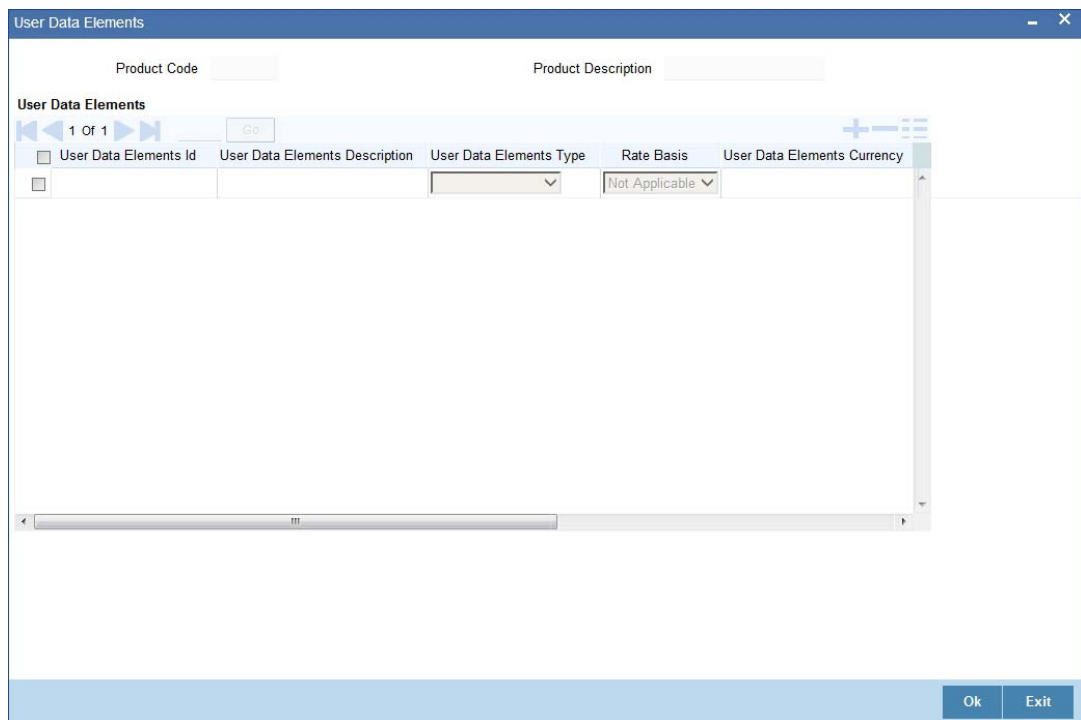 User Data Elements
Product Code Product Description
User Data Elements
1 Of 1 Go
User Data Elements Id User Data Elements Description User Data Elements Type Rate Basis User Data Elements Currency
Not Applicable
Ok Exit